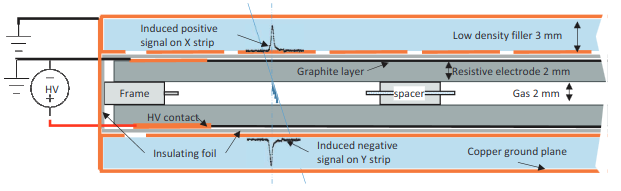 Induced positive
signal on X strip
Low density filler 3 mm
Graphite layer
Resistive electrode 2 mm
HV
Frame
spacer
Gas 2 mm
HV contact
Insulating foil
Induced negative
signal on Y strip
Copper ground plane